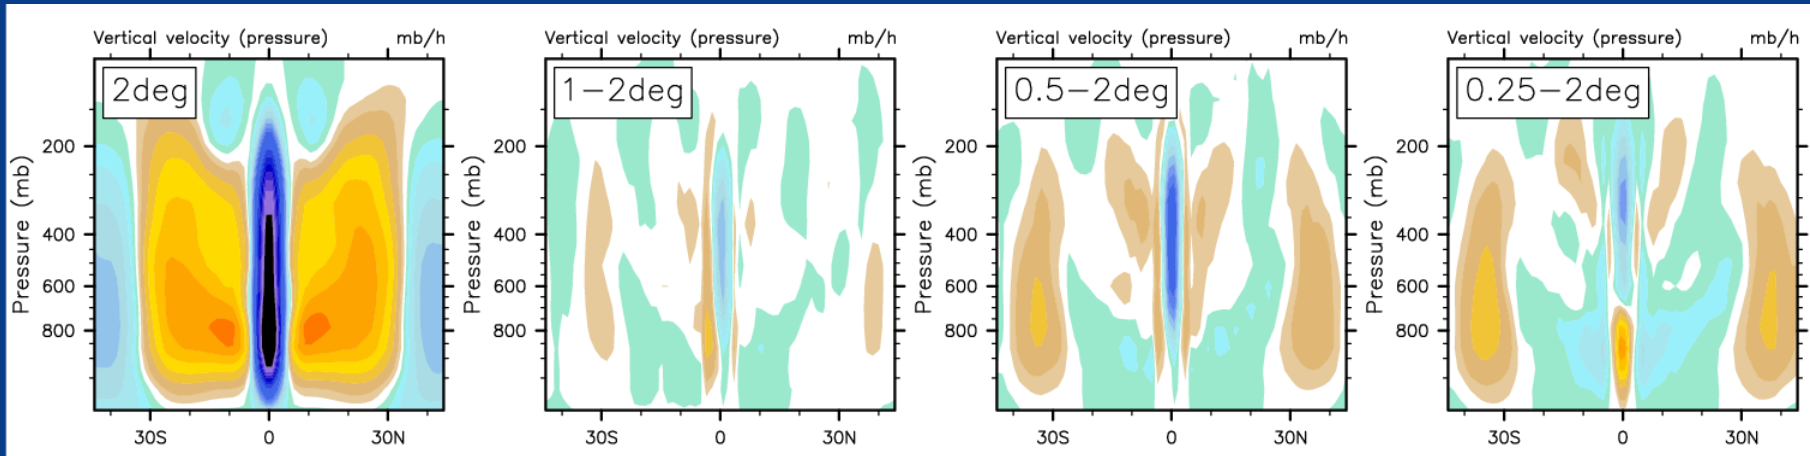 Vertical velocity (pressure) mb/h
2deg
Pressure (mb)
200
400
600
800
30S 0 30N
Vertical velocity (pressure) mb/h
1-2deg
Pressure (mb)
200
400
600
800
30S 0 30N
Vertical velocity (pressure) mb/h
0.5-2deg
Pressure (mb)
200
400
600
800
30S 0 30N
Vertical velocity (pressure) mb/h
0.25-2deg
Pressure (mb)
200
400
600
800
30S 0 30N